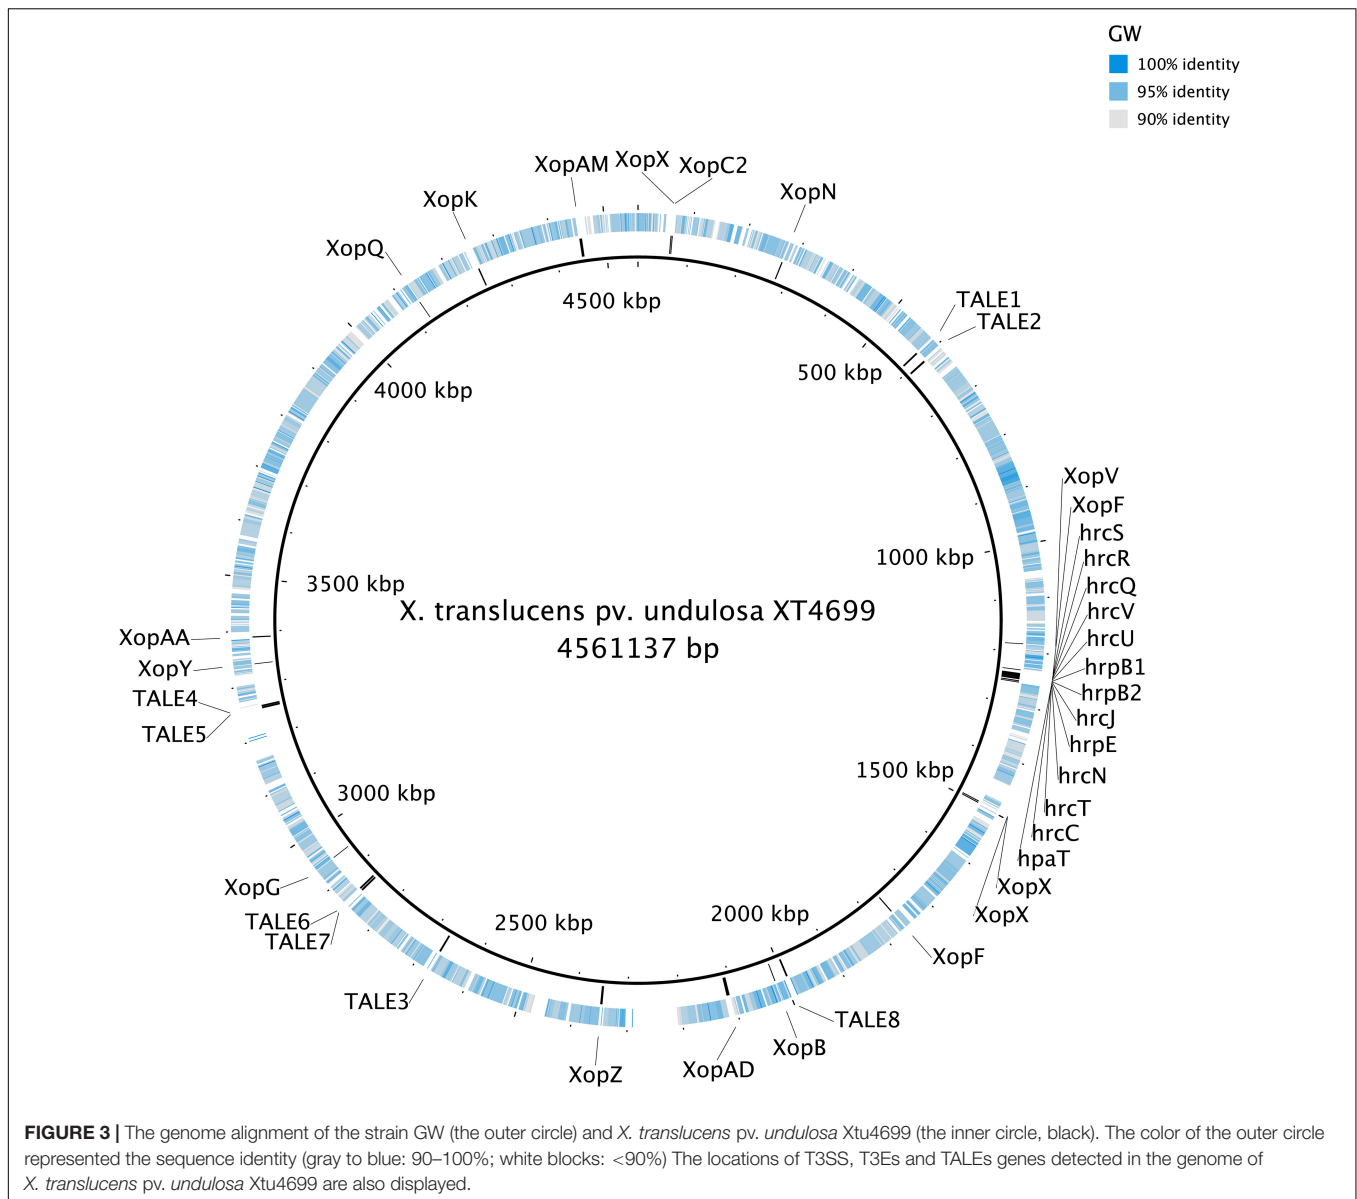 GW
100% identity
95% identity
90% identity
XopAM
XopX
XopC2
XopK
XopN
XopQ
TALE1
TALE2
4500 kbp
500 kbp
4000 kbp
1000 kbp
3500 kbp
X. translucens pv. undulosa XT4699
4561137 bp
XopV
XopF
hrcS
hrcR
hrcQ
hrcV
hrcU
hrpB1
hrpB2
hrcJ
hrpE
hrcN
hrcT
hrcC
hpaT
XopX
XopX
XopAA
XopY
TALE4
TALE5
1500 kbp
3000 kbp
XopG
TALE6
TALE7
2500 kbp
2000 kbp
XopF
TALE3
TALE8
XopB
XopAD
XopZ
FIGURE 3 | The genome alignment of the strain GW (the outer circle) and X. translucens pv. undulosa Xtu4699 (the inner circle, black). The color of the outer circle
represented the sequence identity (gray to blue: 90–100%; white blocks: <90%) The locations of T3SS, T3Es and TALEs genes detected in the genome of
X. translucens pv. undulosa Xtu4699 are also displayed.